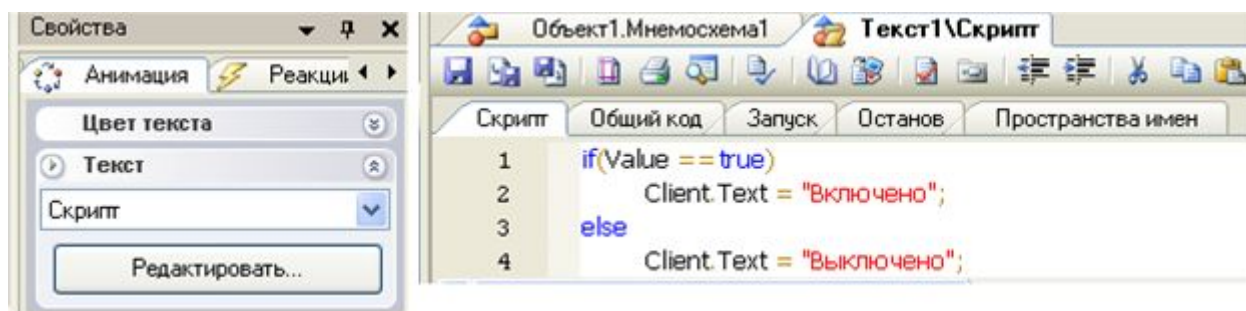 Свойства
Анимация Реакции
Цвет текста
Текст
Скрипт
Редактировать...
Объект1.Мнемосхема1 Текст1\Скрипт
Скрипт Общий код Запуск Останов Пространства имен
1 if(Value ==true)
2 Client.Text = "Включено";
3 else
4 Client.Text = "Выключено";